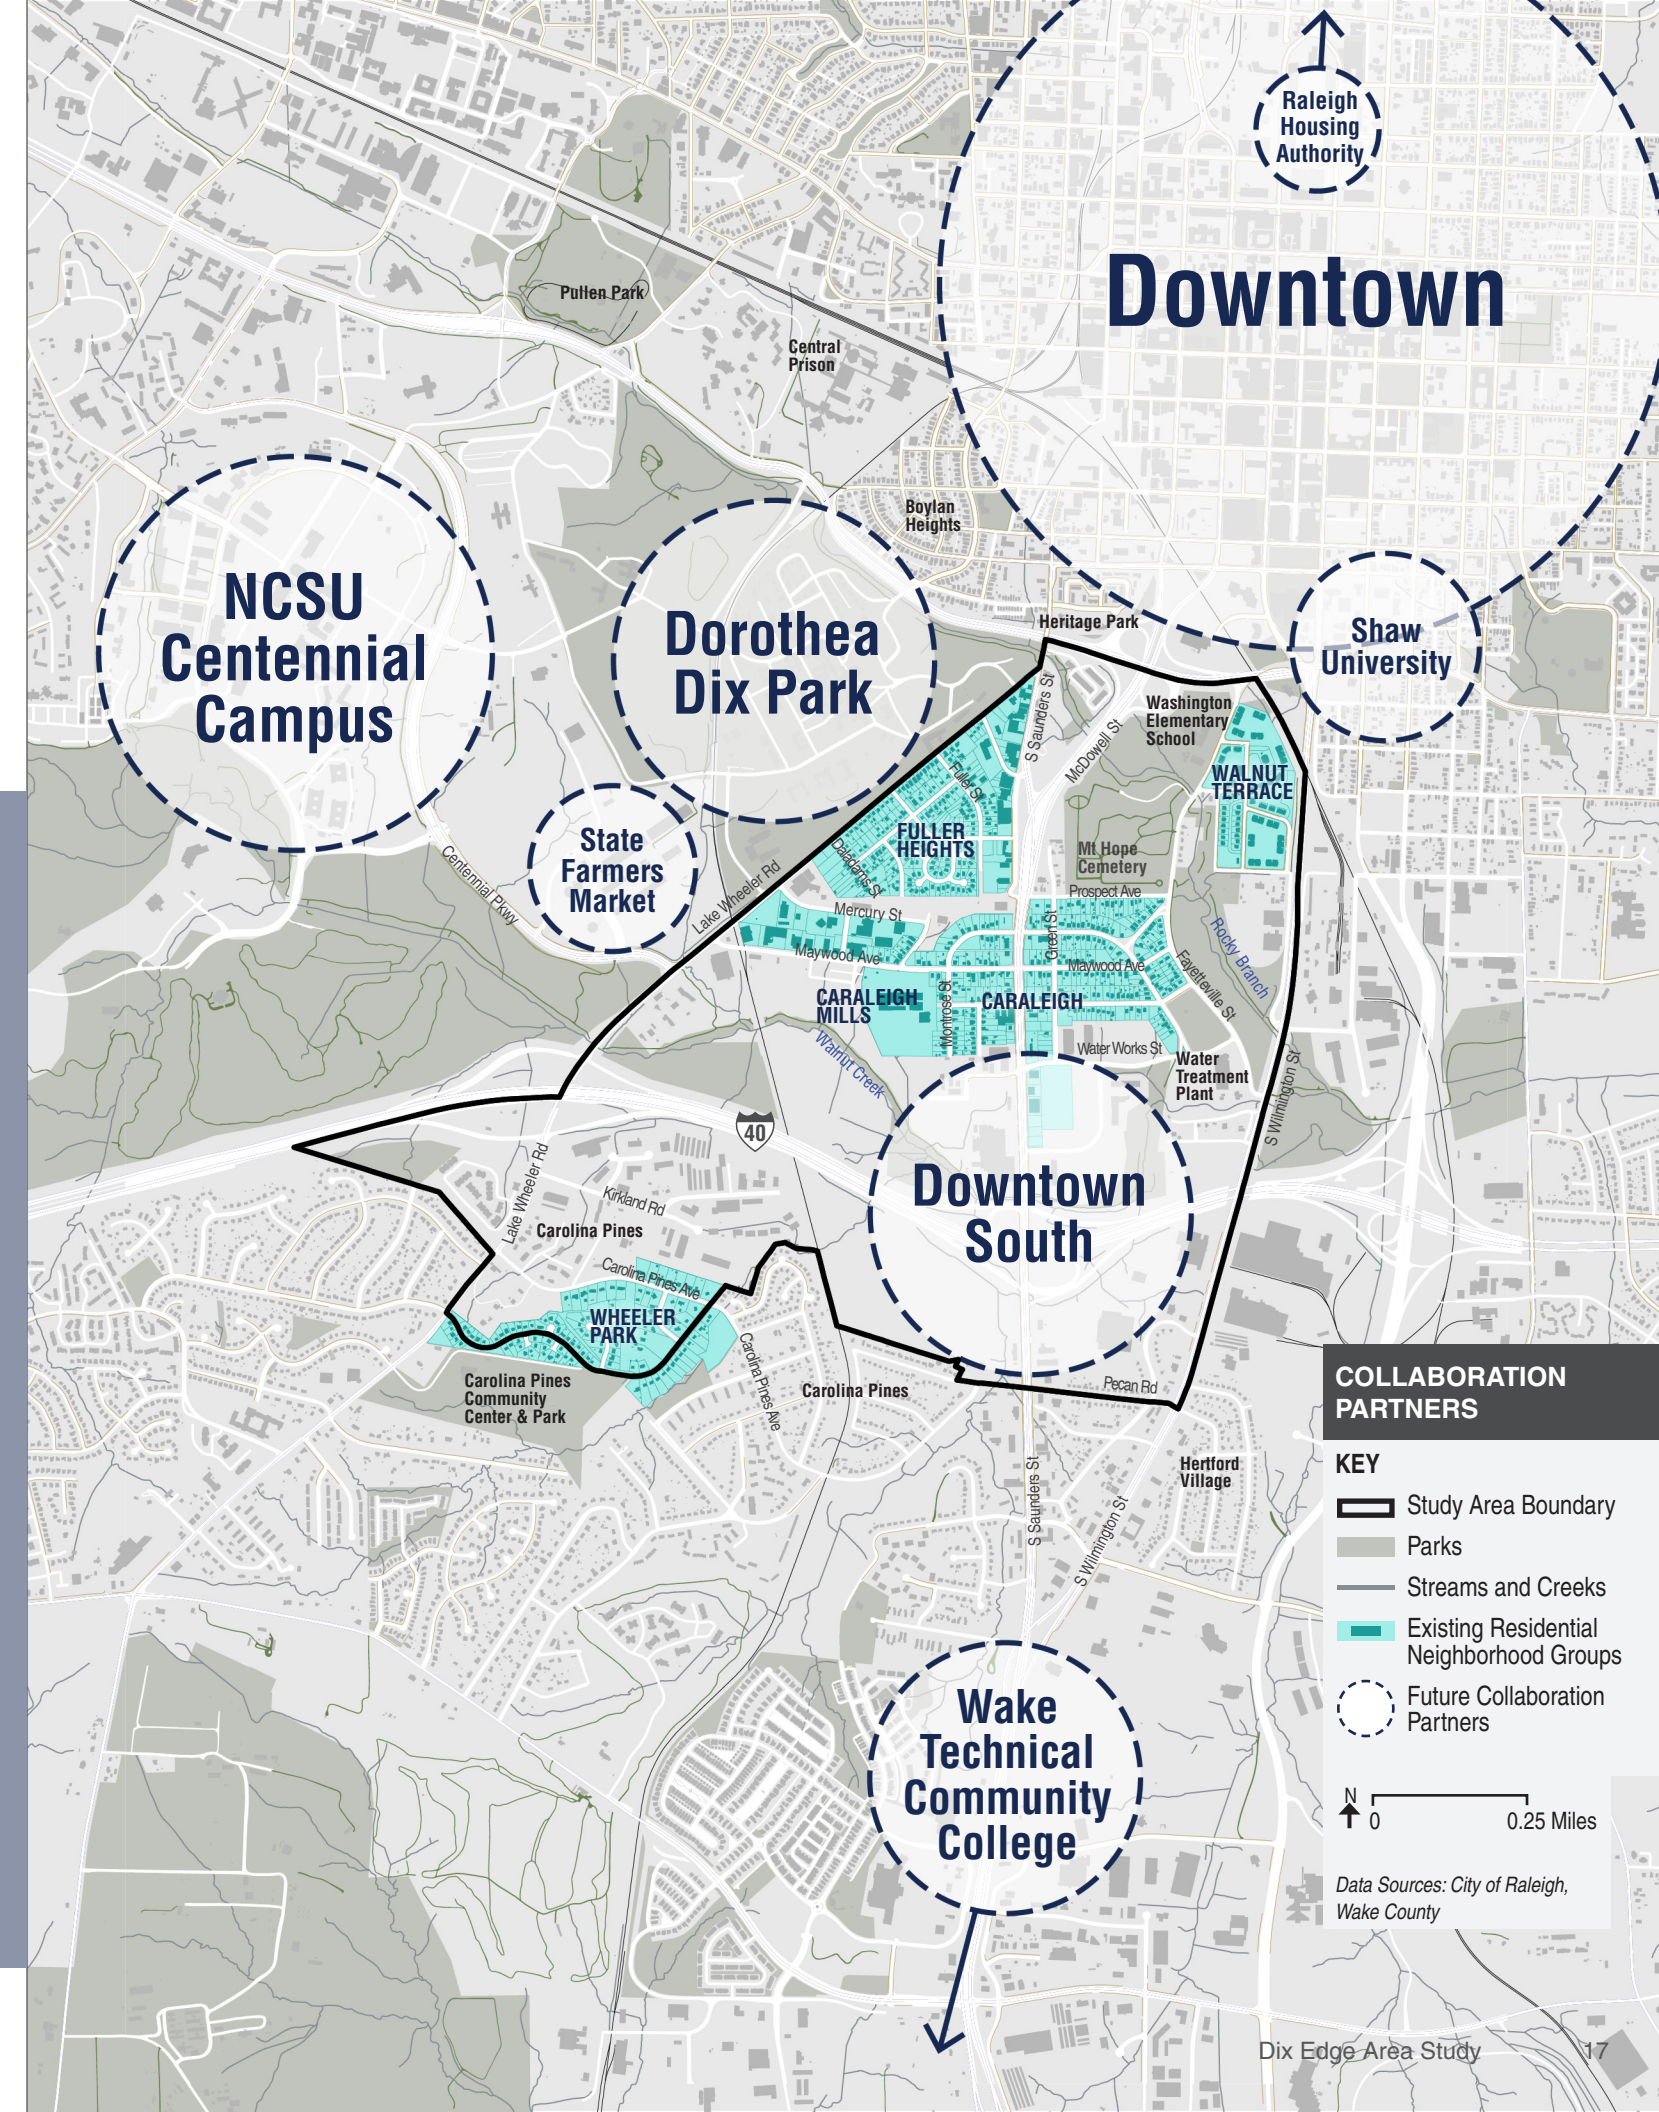 Raleigh
Housing
Authority
Downtown
Pullen Park
Central
Prison
Boylan
Heights
NCSU
Centennial
Campus
Dorothea
Dix Park
Heritage Park
Shaw
University
S Saunders St
McDowell St
Washington
Elementary
School
WALNUT
TERRACE
State
Farmers
Market
Centennial Pkwy
Lake Wheeler Rd
Fuller St
FULLER
HEIGHTS
Daladams St
Mt Hope
Cemetery
Prospect Ave
Mercury St
Maywood Ave
Green St
Maywood Ave
Fayetteville St
Rocky Branch
CARALEIGH
MILLS
Montrose St
CARALEIGH
Walnut Creek
Water Works St
Water
Treatment
Plant
S Wilmington St
40
Downtown
South
Lake Wheeler Rd
Kirkland Rd
Carolina Pines
Carolina Pines Ave
WHEELER
PARK
Carolina Pines
Community
Center & Park
Carolina Pines Ave
Carolina Pines
Pecan Rd
Hertford
Village
S Saunders St
S Wilmington St
Wake
Technical
Community
College
COLLABORATION
PARTNERS
KEY
Study Area Boundary
Parks
Streams and Creeks
Existing Residential
Neighborhood Groups
Future Collaboration
Partners
N
0 0.25 Miles
Data Sources: City of Raleigh,
Wake County
Dix Edge Area Study 17